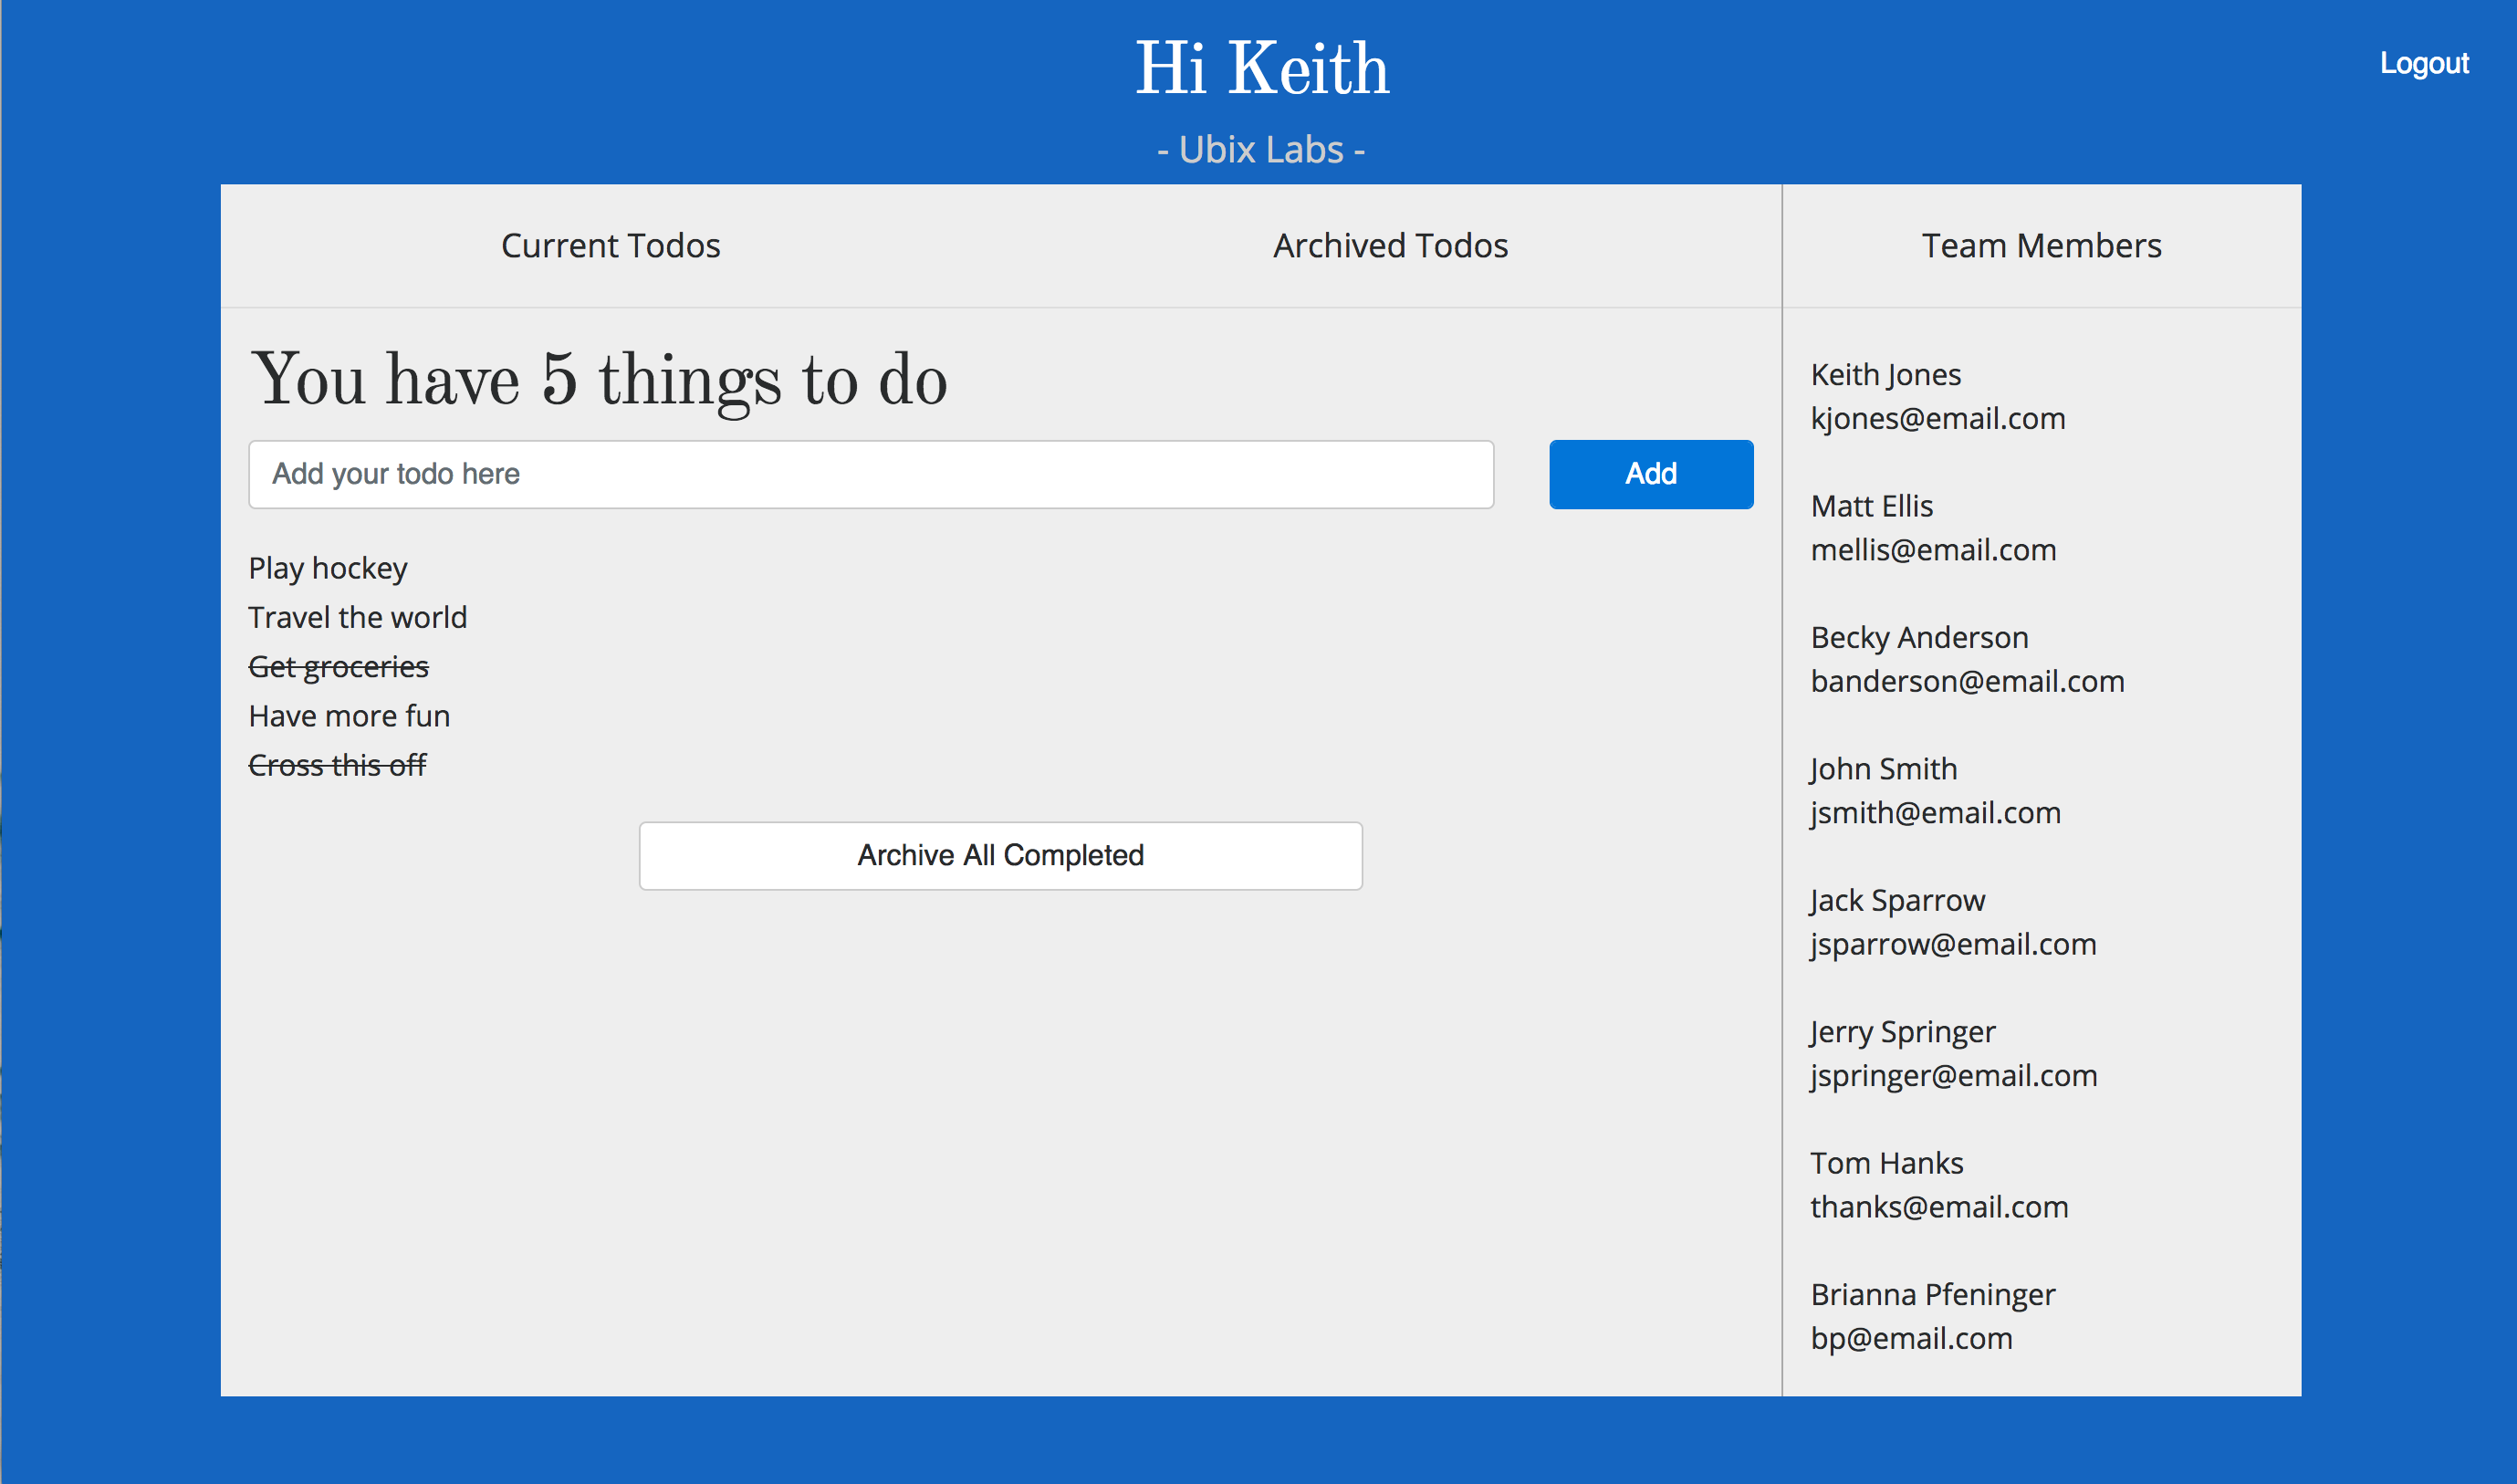 Hi Keith
Logout
- Ubix Labs -
Current Todos
Archived Todos
Team Members
You have 5 things to do
Add your todo here
Add
Play hockey
Travel the world
Get groceries
Have more fun
Cross this off
Archive All Completed
Keith Jones
kjones@email.com
Matt Ellis
mellis@email.com
Becky Anderson
banderson@email.com
John Smith
jsmith@email.com
Jack Sparrow
jsparrow@email.com
Jerry Springer
jspringer@email.com
Tom Hanks
thanks@email.com
Brianna Pfeninger
bp@email.com